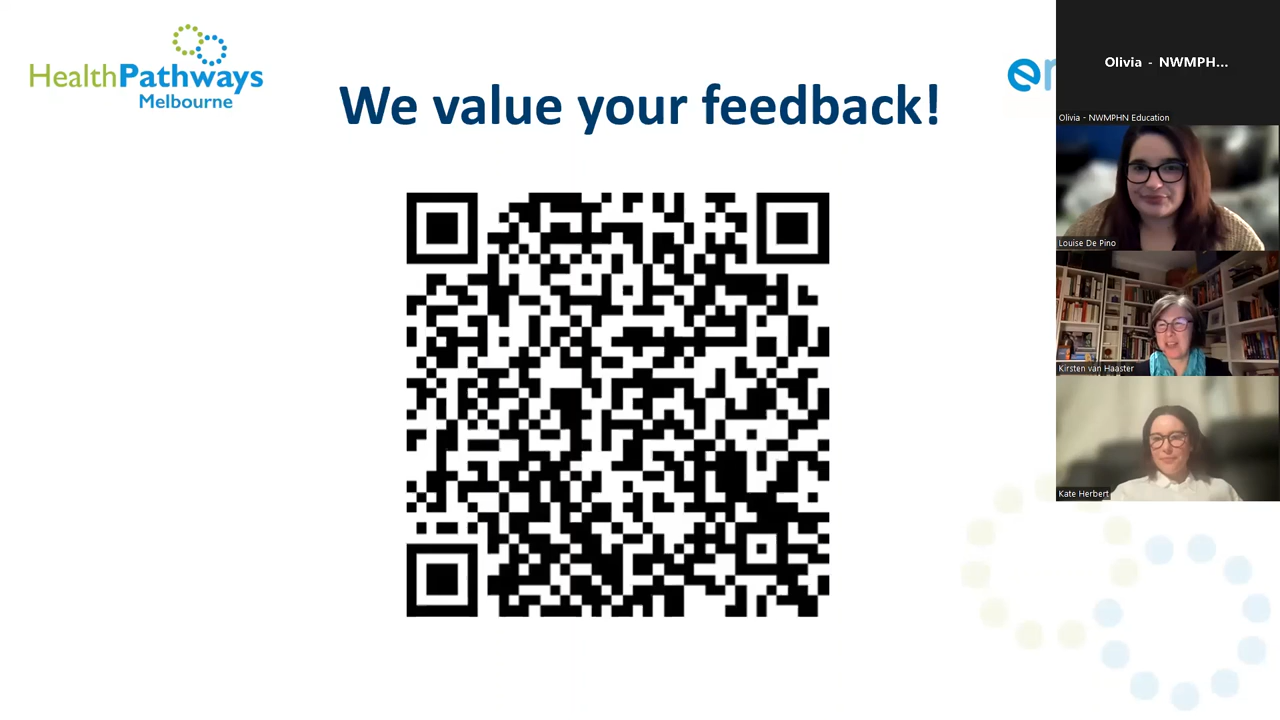 HealthPathways
Melbourne
We value your feedback!
Olivia - NWMPH...
Olivia - NWMPHN Education
Louise De Pino
Kirsten van Haaster
Kate Herbert